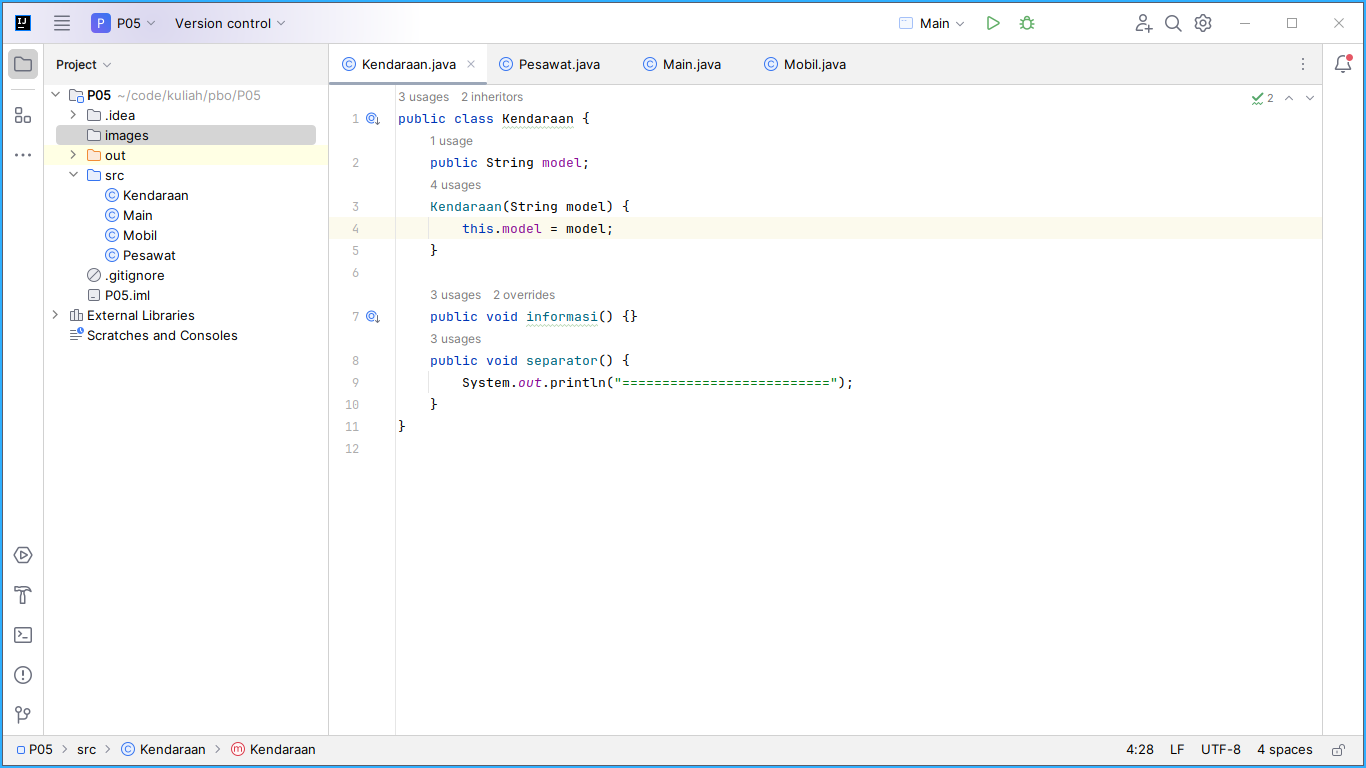 P P05 Version control Main
Project
Kendaraan.java Pesawat.java Main.java Mobil.java
P05 ~/code/kuliah/pbo/P05
.idea
images
out
src
Kendaraan
Main
Mobil
Pesawat
.gitignore
P05.iml
External Libraries
Scratches and Consoles
3 usages 2 inheritors
2
1 public class Kendaraan {
1 usage
2 public String model;
4 usages
3 Kendaraan(String model) {
4 this.model = model;
5 }
6
3 usages 2 overrides
7 public void informasi() {}
3 usages
8 public void separator() {
9 System.out.println("==========================");
10 }
11 }
12
P05 src Kendaraan Kendaraan 4:28 LF UTF-8 4 spaces